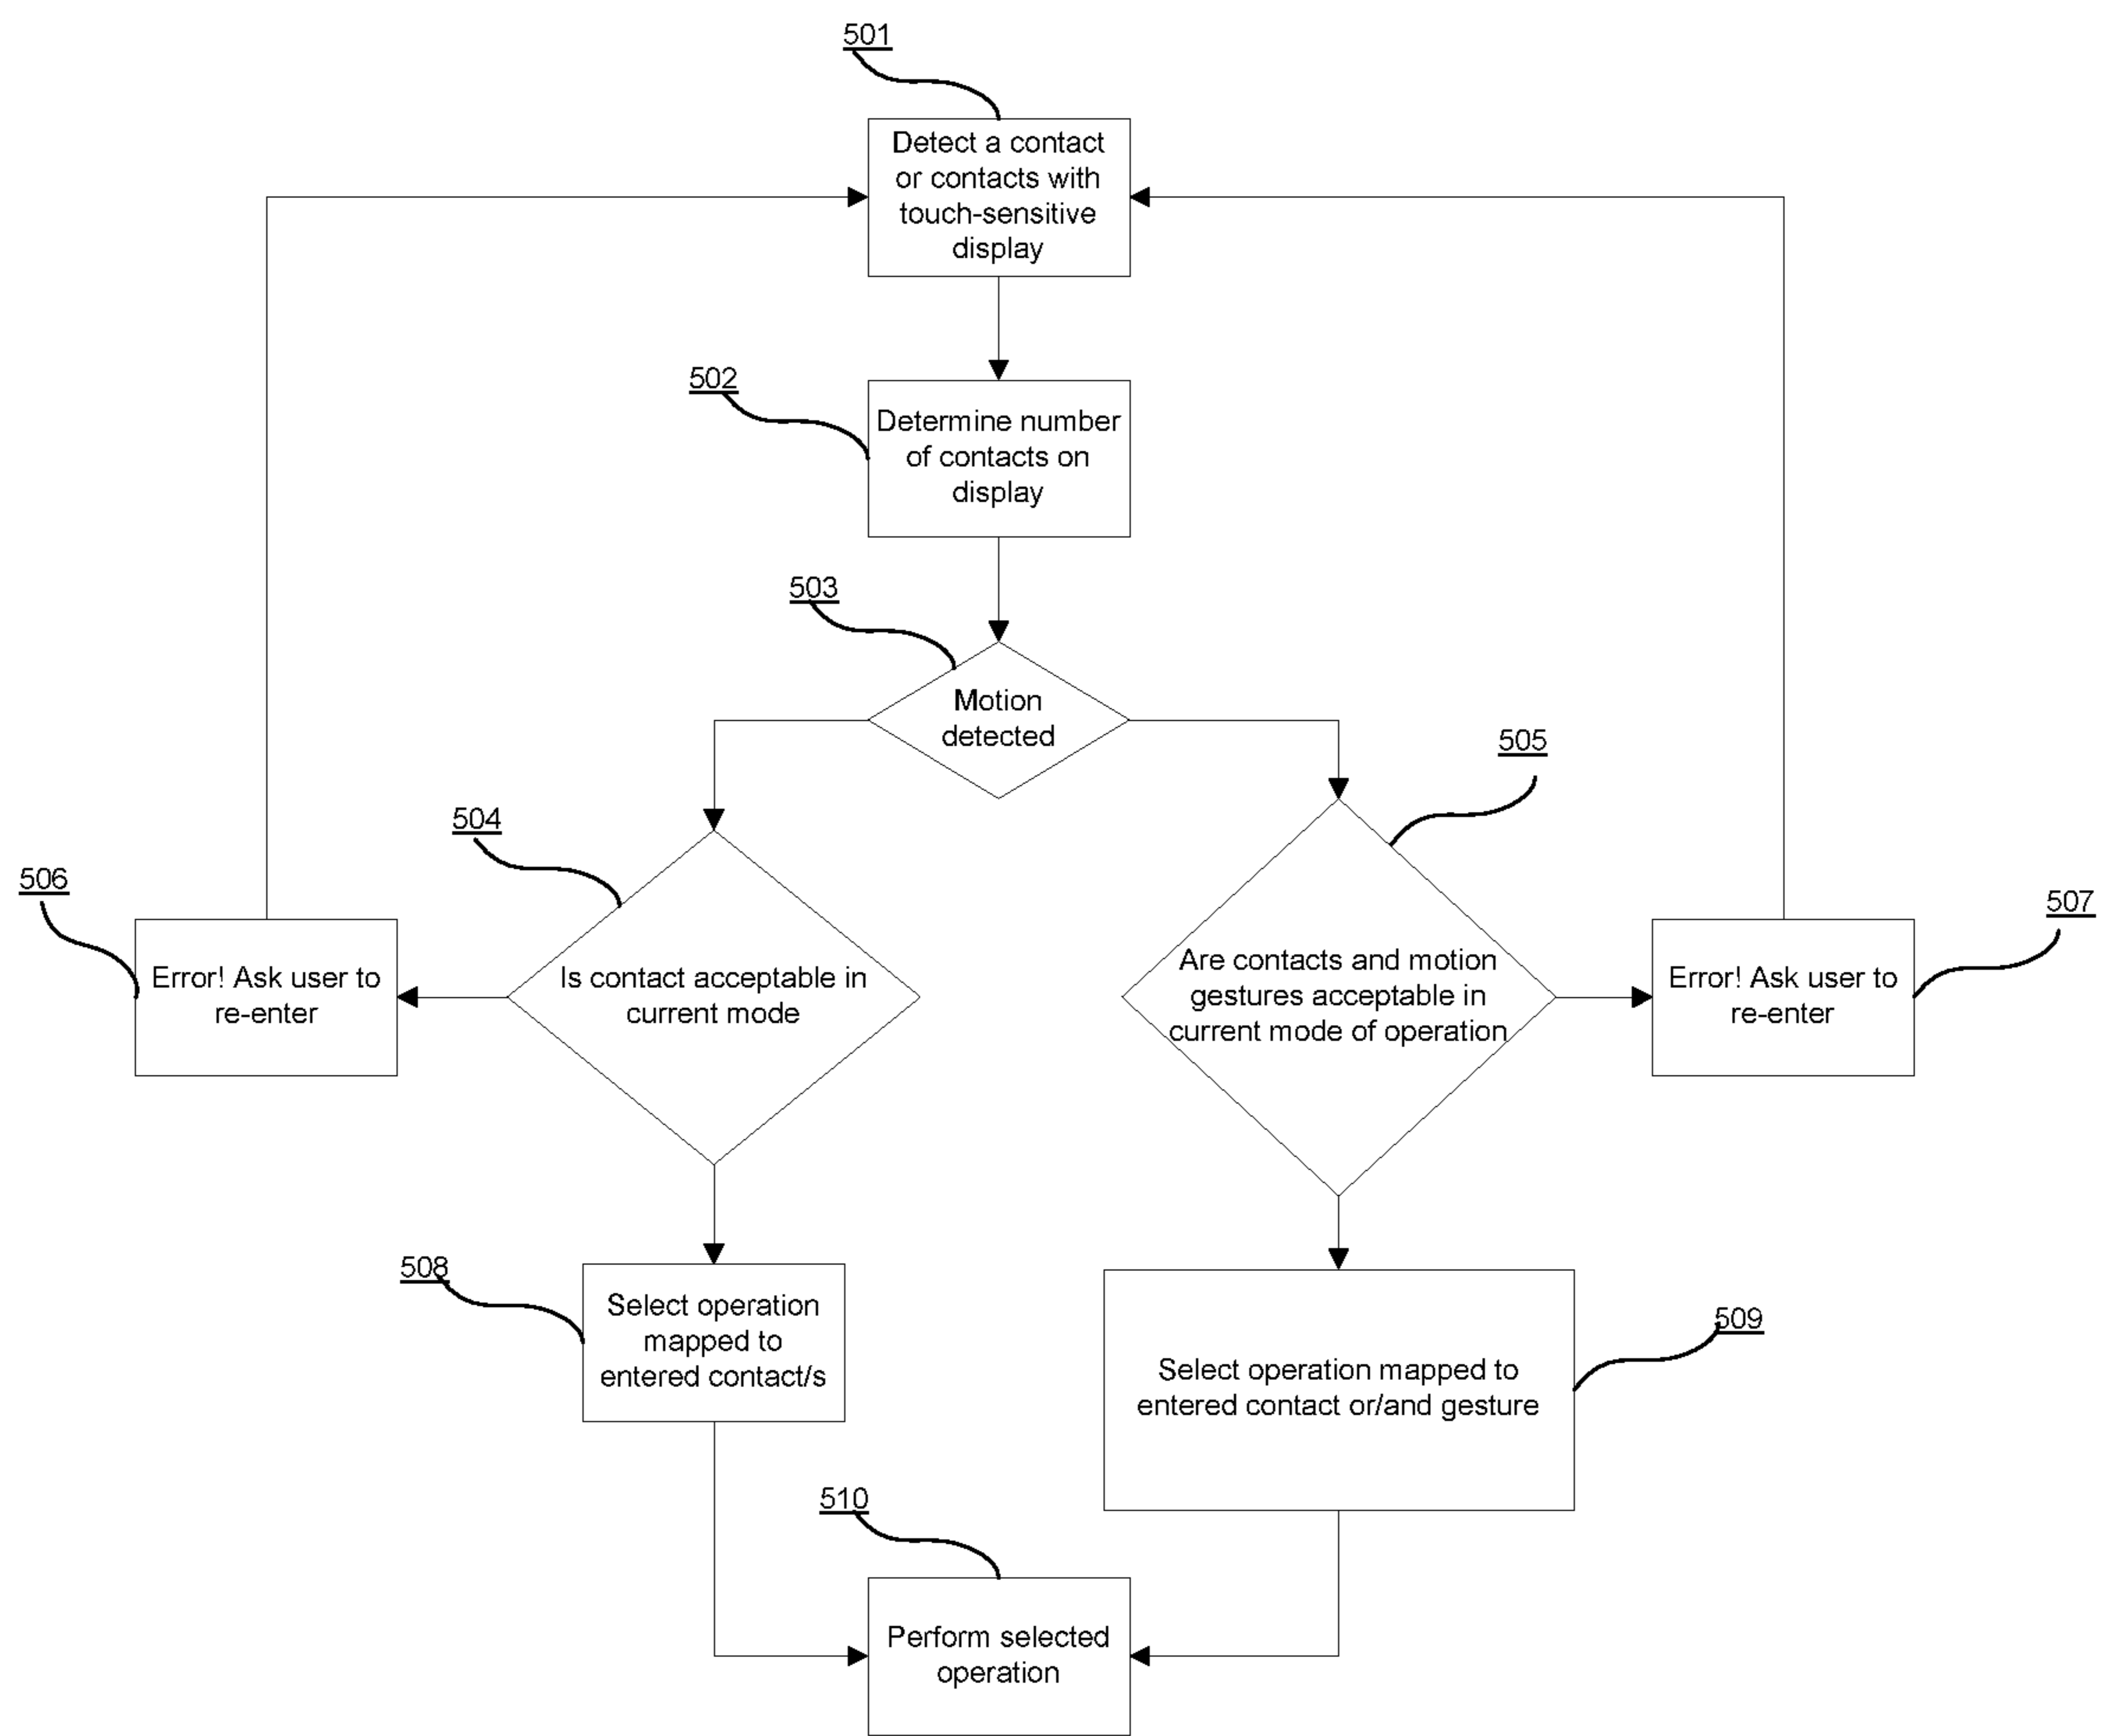 501
Detect a contact
or contacts with
touch-sensitive
display
502
Determine number
of contacts on
display
503
Motion
detected
504
Is contact acceptable in
current mode
505
Are contacts and motion
gestures acceptable in
current mode of operation
506
Error! Ask user to
re-enter
507
Error! Ask user to
re-enter
508
Select operation
mapped to
entered contact/s
509
Select operation mapped to
entered contact or/and gesture
510
Perform selected
operation